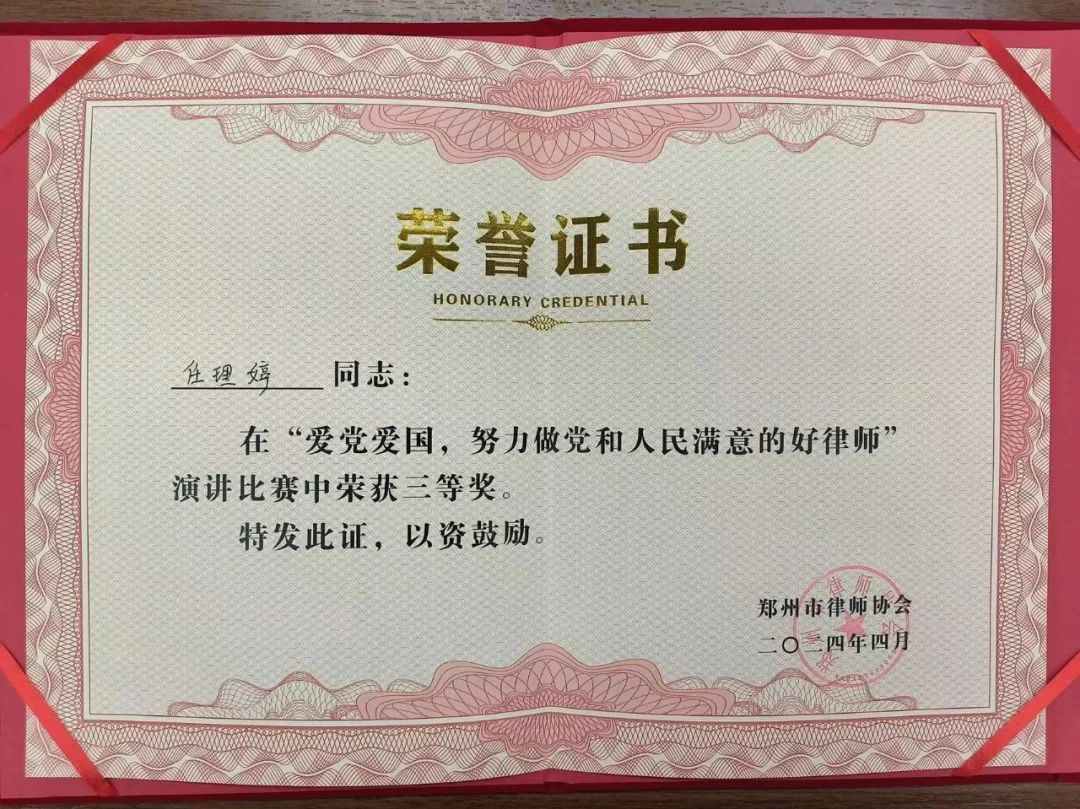 荣誉证书
HONORARY CREDENTIAL
任理婷 同志：
在“爱党爱国，努力做党和人民满意的好律师”
演讲比赛中荣获三等奖。
特发此证，以资鼓励。
郑州市律师协会
二〇二四年四月